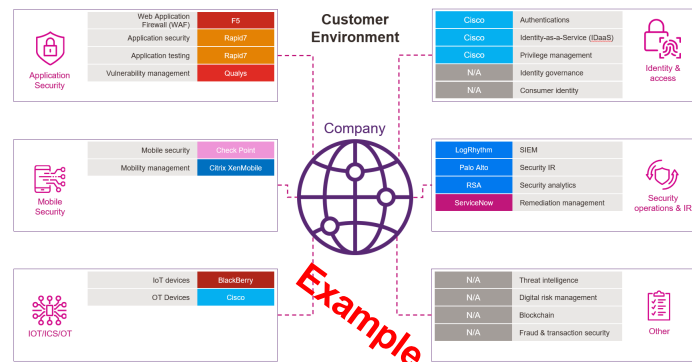 Customer
Environment
Company
Web Application
Firewall (WAF)
F5
Application security
Rapid7
Application testing
Rapid7
Vulnerability management
Qualys
Application
Security
Cisco
Authentications
Cisco
Identity-as-a-Service (IDaaS)
Cisco
Privilege management
N/A
Identity governance
N/A
Consumer identity
Identity &
access
Mobile security
Check Point
Mobility management
Citrix XenMobile
Mobile
Security
LogRhythm
SIEM
Palo Alto
Security IR
RSA
Security analytics
ServiceNow
Remediation management
Security
operations & IR
IoT devices
BlackBerry
OT Devices
Cisco
IOT/ICS/OT
Example
N/A
Threat intelligence
N/A
Digital risk management
N/A
Blockchain
N/A
Fraud & transaction security
Other